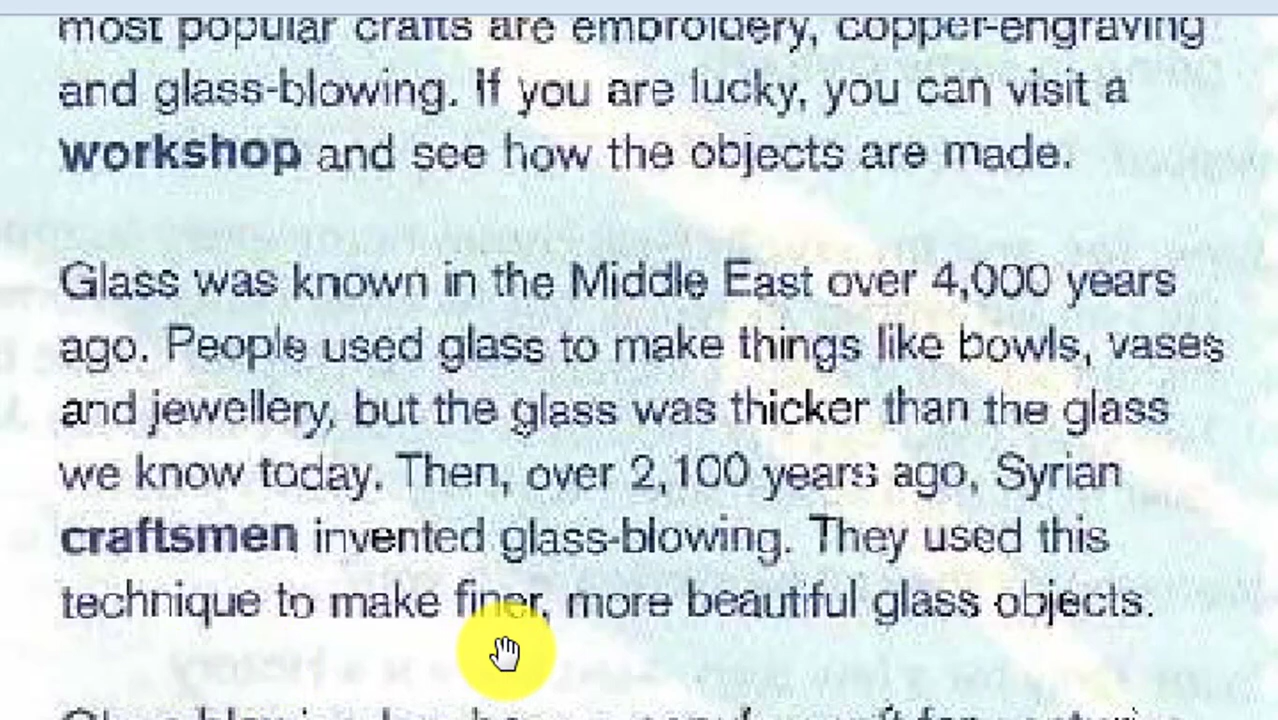 most popular crafts are embroidery, copper-engraving
and glass-blowing. If you are lucky, you can visit a
workshop and see how the objects are made.
Glass was known in the Middle East over 4,000 years
ago. People used glass to make things like bowls, vases
and jewellery, but the glass was thicker than the glass
we know today. Then, over 2,100 years ago, Syrian
craftsmen invented glass-blowing. They used this
technique to make finer, more beautiful glass objects.